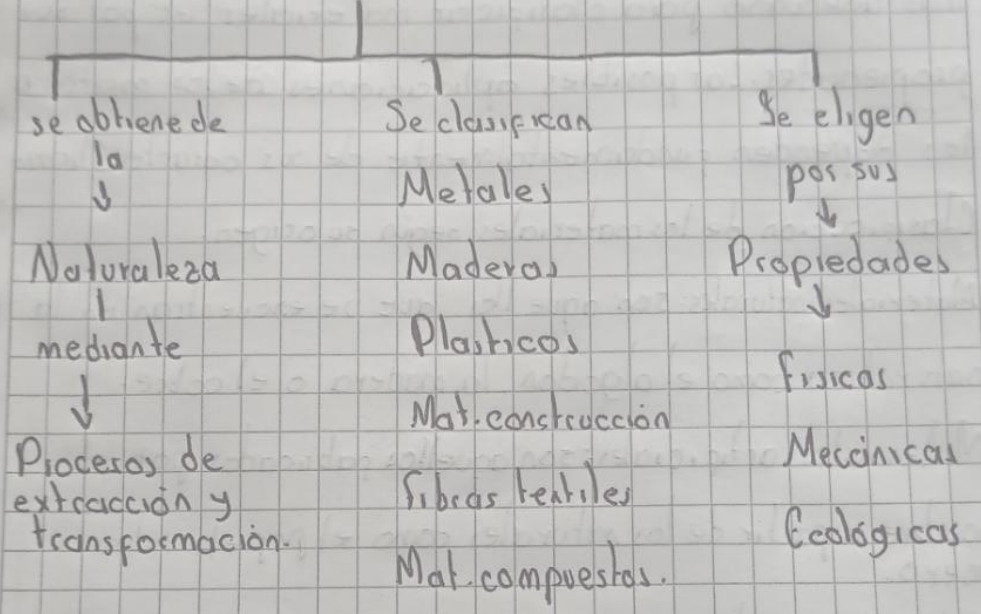 se obtiene de
la
Naturaleza
mediante
Procesos de
extracción y
transformación.
Se clasifican
Metales
Maderas
Plasticos
Mat. construcción
fibras textiles
Mat. compuestos.
Se eligen
por sus
Propiedades
físicas
Mecánicas
Ecológicas